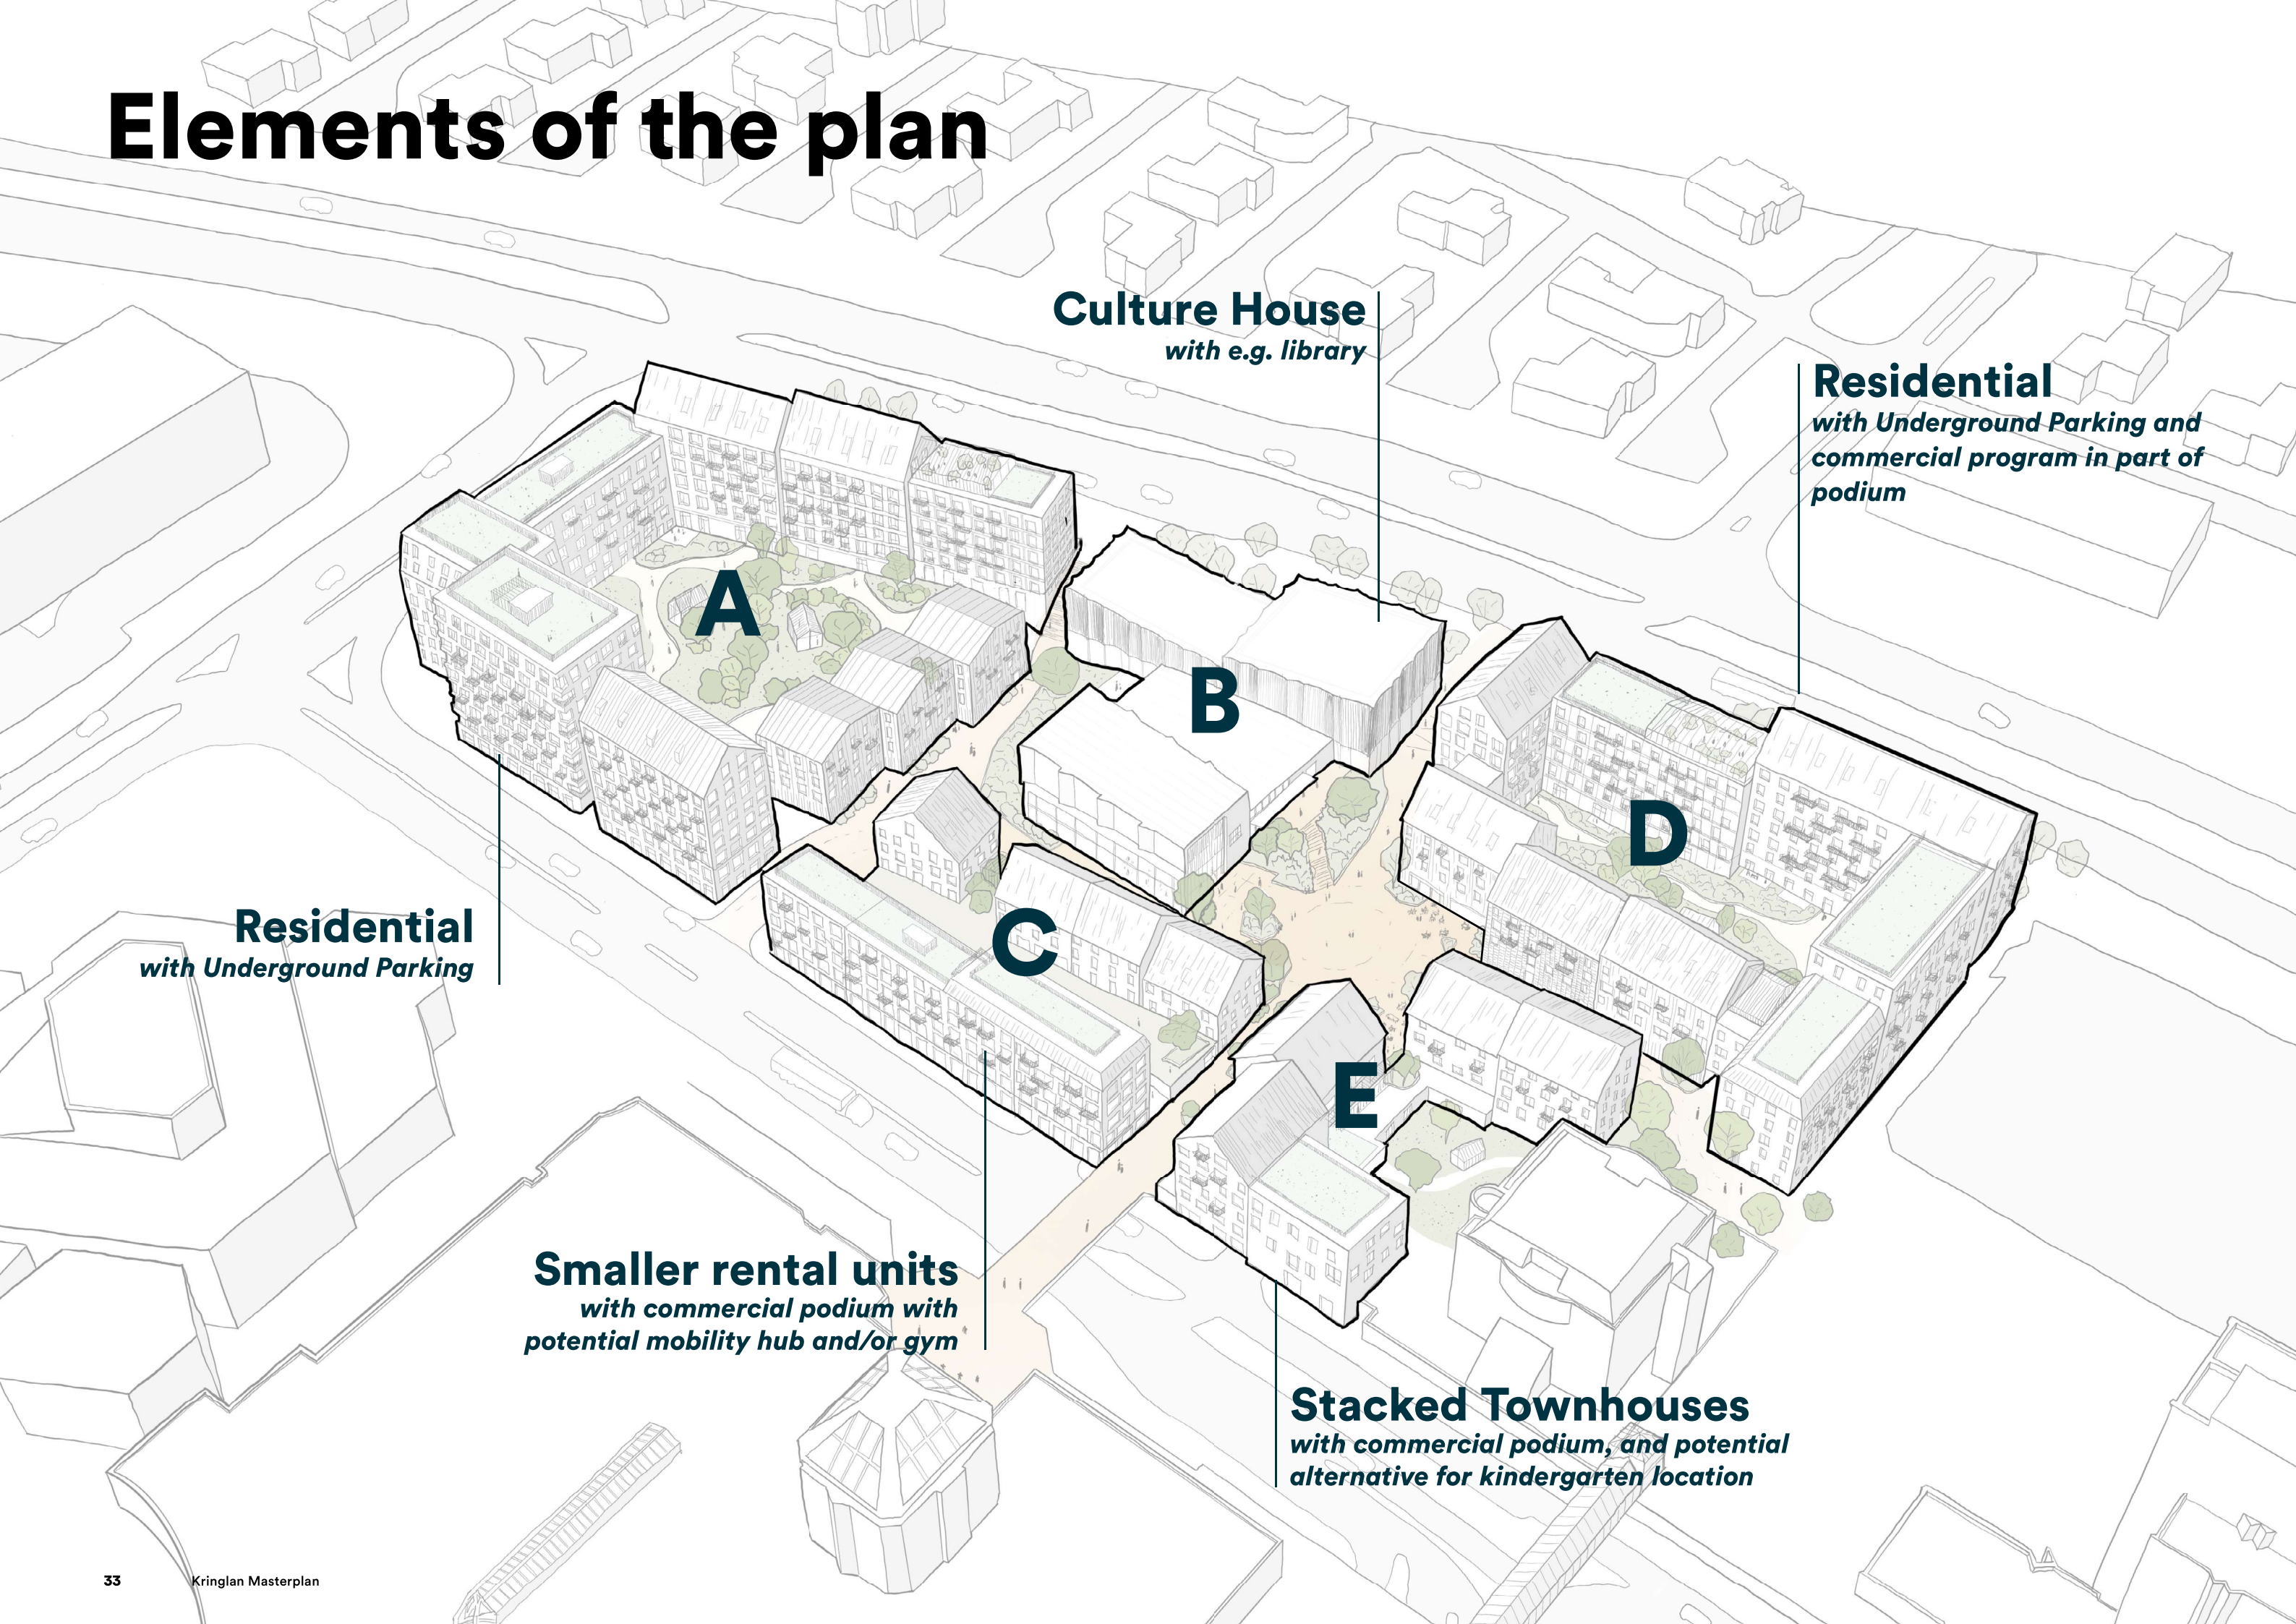 Elements of the plan
Culture House
with e.g. library
Residential
with Underground Parking and
commercial program in part of
podium
A
B
D
C
E
Residential
with Underground Parking
Smaller rental units
with commercial podium with
potential mobility hub and/or gym
Stacked Townhouses
with commercial podium, and potential
alternative for kindergarten location
33
Kringlan Masterplan